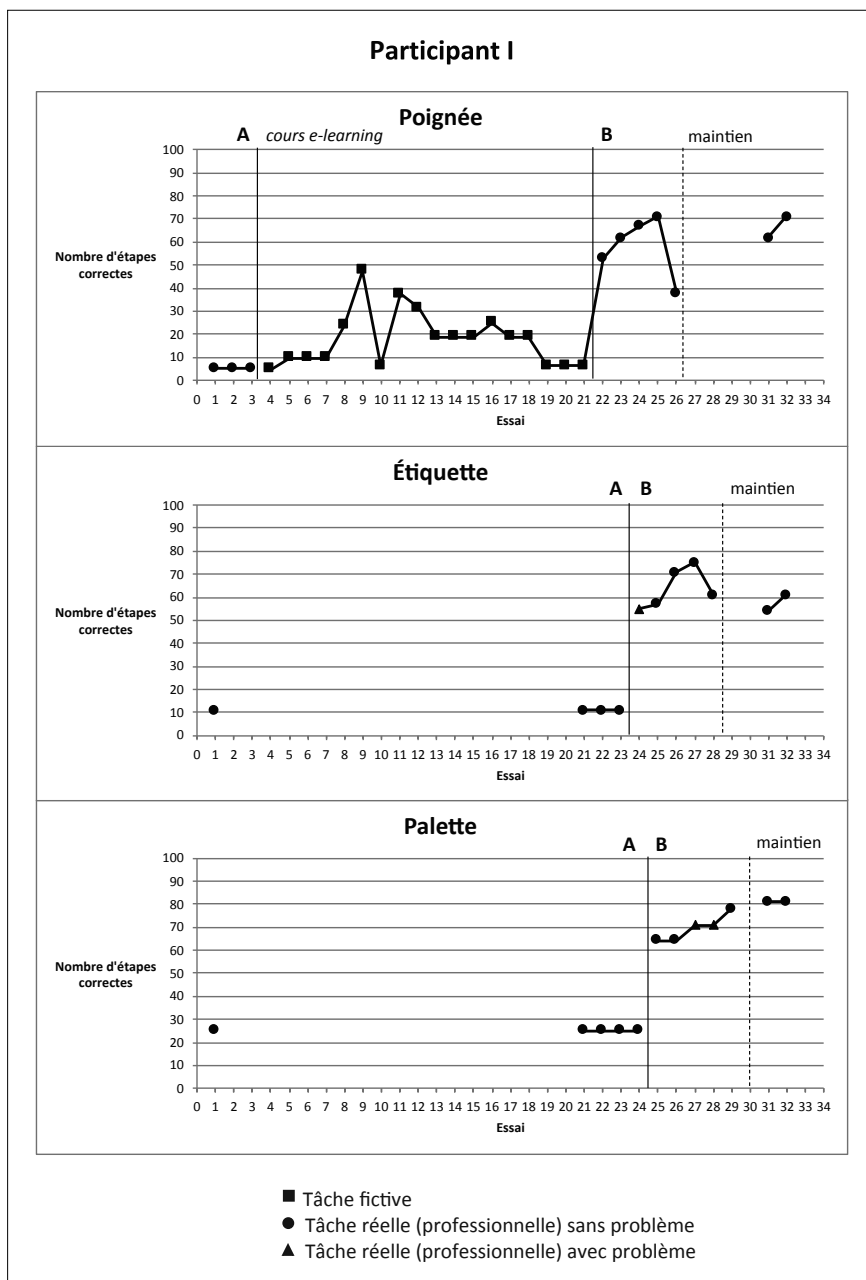 Participant I
Poignée
A cours e-learning B maintien
100
90
80
70
60
50
40
30
20
10
0
Nombre d'étapes
correctes
0 1 2 3 4 5 6 7 8 9 10 11 12 13 14 15 16 17 18 19 20 21 22 23 24 25 26 27 28 29 30 31 32 33 34
Essai
Étiquette
A B maintien
100
90
80
70
60
50
40
30
20
10
0
Nombre d'étapes
correctes
0 1 2 3 4 5 6 7 8 9 10 11 12 13 14 15 16 17 18 19 20 21 22 23 24 25 26 27 28 29 30 31 32 33 34
Essai
Palette
A B maintien
100
90
80
70
60
50
40
30
20
10
0
Nombre d'étapes
correctes
0 1 2 3 4 5 6 7 8 9 10 11 12 13 14 15 16 17 18 19 20 21 22 23 24 25 26 27 28 29 30 31 32 33 34
Essai
Tâche fictive
Tâche réelle (professionnelle) sans problème
Tâche réelle (professionnelle) avec problème